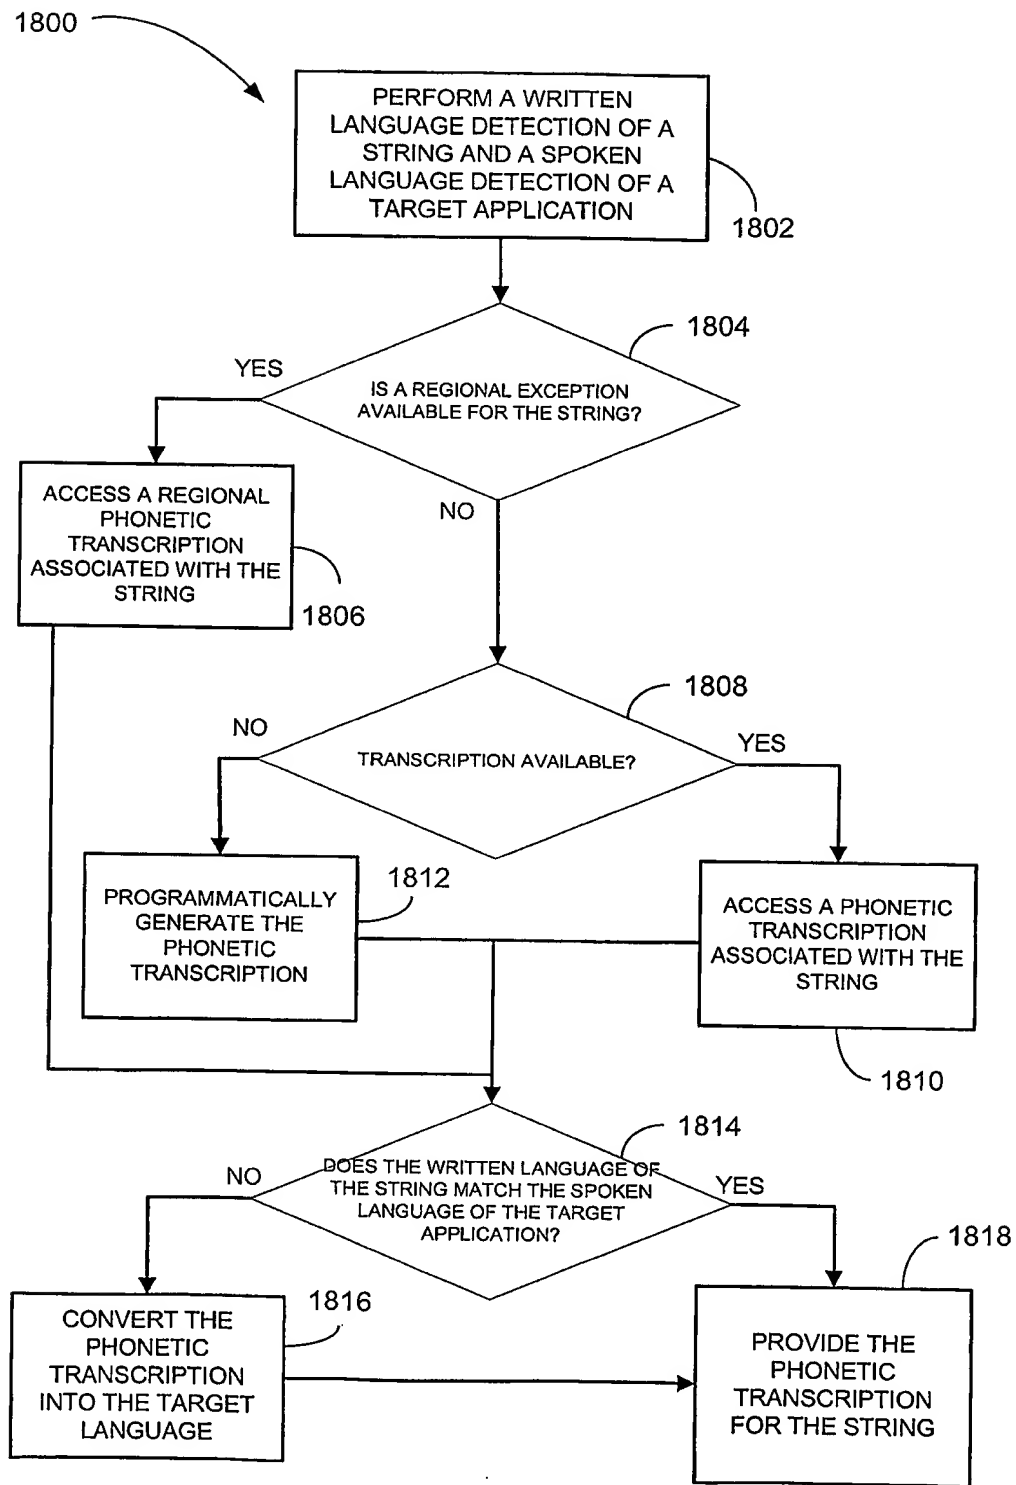 1800
PERFORM A WRITTEN
LANGUAGE DETECTION OF A
STRING AND A SPOKEN
LANGUAGE DETECTION OF A
TARGET APPLICATION
1802
1804
YES
IS A REGIONAL EXCEPTION
AVAILABLE FOR THE STRING?
NO
ACCESS A REGIONAL
PHONETIC
TRANSCRIPTION
ASSOCIATED WITH THE
STRING
1806
1808
NO
YES
TRANSCRIPTION AVAILABLE?
1812
PROGRAMMATICALLY
GENERATE THE
PHONETIC
TRANSCRIPTION
ACCESS A PHONETIC
TRANSCRIPTION
ASSOCIATED WITH THE
STRING
1810
1814
NO
DOES THE WRITTEN LANGUAGE OF
THE STRING MATCH THE SPOKEN
LANGUAGE OF THE TARGET
APPLICATION?
YES
1818
1816
CONVERT THE
PHONETIC
TRANSCRIPTION
INTO THE TARGET
LANGUAGE
PROVIDE THE
PHONETIC
TRANSCRIPTION
FOR THE STRING